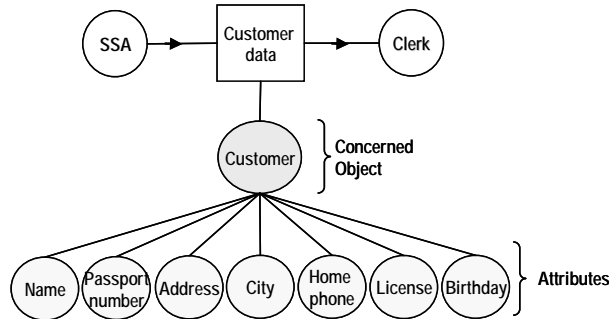 SSA
Customer
data
Clerk
Customer
Concerned
Object
Name
Passport
number
Address
City
Home
phone
License
Birthday
Attributes